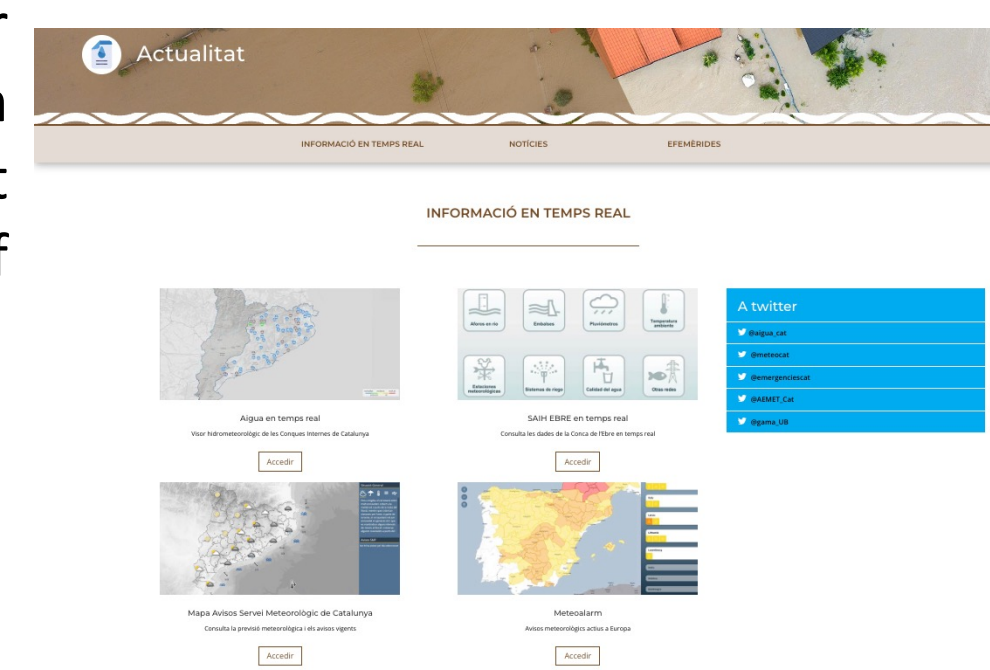 Actualitat
INFORMACIÓ EN TEMPS REAL
NOTÍCIES
EFEMÈRIDES
INFORMACIÓ EN TEMPS REAL
Aforos en río
Embalses
Pluviómetros
Temperatura ambiente
Estaciones meteorológicas
Sistemas de riego
Calidad del agua
Otras redes
Aigua en temps real
Visor hidrometeorològic de les Conques Internes de Catalunya
Accedir
SAIH EBRE en temps real
Consulta les dades de la Conca de l'Ebre en temps real
Accedir
A twitter
@aigua_cat
@meteocat
@emergenciescat
@AEMET_Cat
@gama_UB
Mapa Avisos Servei Meteorològic de Catalunya
Consulta la previsió meteorològica i els avisos vigents
Accedir
Meteoalarm
Avisos meteorològics actius a Europa
Accedir